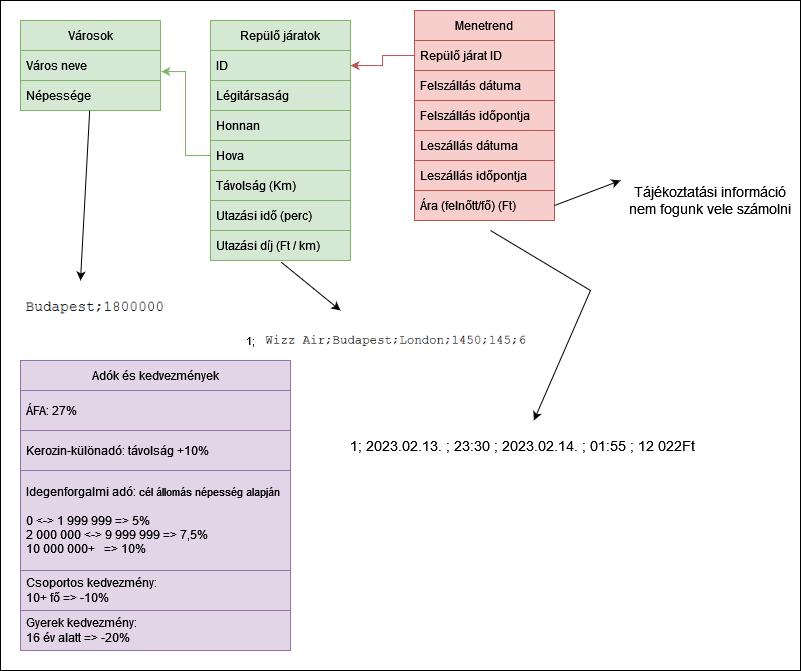 Városok
Város neve
Népessége
Repülő járatok
ID
Légitársaság
Honnan
Hova
Távolság (Km)
Utazási idő (perc)
Utazási díj (Ft / km)
Menetrend
Repülő járat ID
Felszállás dátuma
Felszállás időpontja
Leszállás dátuma
Leszállás időpontja
Ára (felnőtt/fő) (Ft)
Tájékoztatási információ
nem fogunk vele számolni
Budapest;1800000
1; Wizz Air;Budapest;London;1450;145;6
1; 2023.02.13. ; 23:30 ; 2023.02.14. ; 01:55 ; 12 022Ft
Adók és kedvezmények
ÁFA: 27%
Kerozin-különadó: távolság +10%
Idegenforgalmi adó: cél állomás népesség alapján
0 <-> 1 999 999 => 5%
2 000 000 <-> 9 999 999 => 7,5%
10 000 000+ => 10%
Csoportos kedvezmény:
10+ fő => -10%
Gyerek kedvezmény:
16 év alatt => -20%